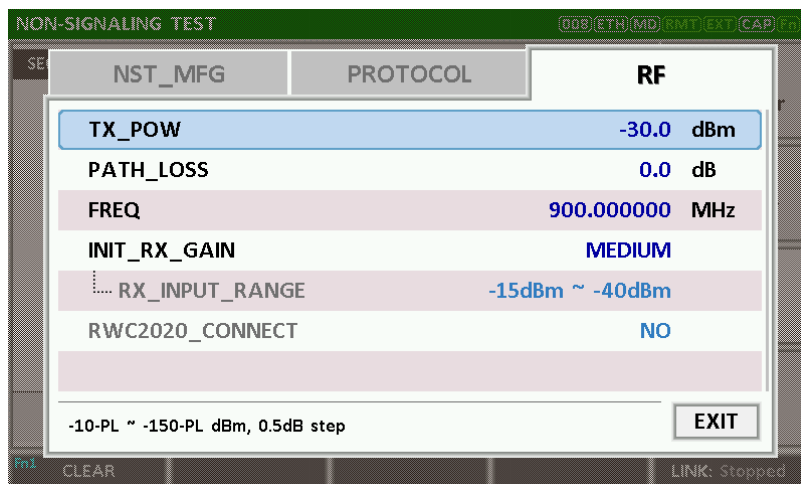 NON-SIGNALING TEST 008 ETH MD RMT EXT CAP Fn
SE
NST_MFG PROTOCOL RF
r
TX_POW -30.0 dBm
PATH_LOSS 0.0 dB
FREQ 900.000000 MHz
INIT_RX_GAIN MEDIUM
RX_INPUT_RANGE -15dBm ~ -40dBm
RWC2020_CONNECT NO
-10-PL ~ -150-PL dBm, 0.5dB step EXIT
Fn1 CLEAR LINK: Stopped